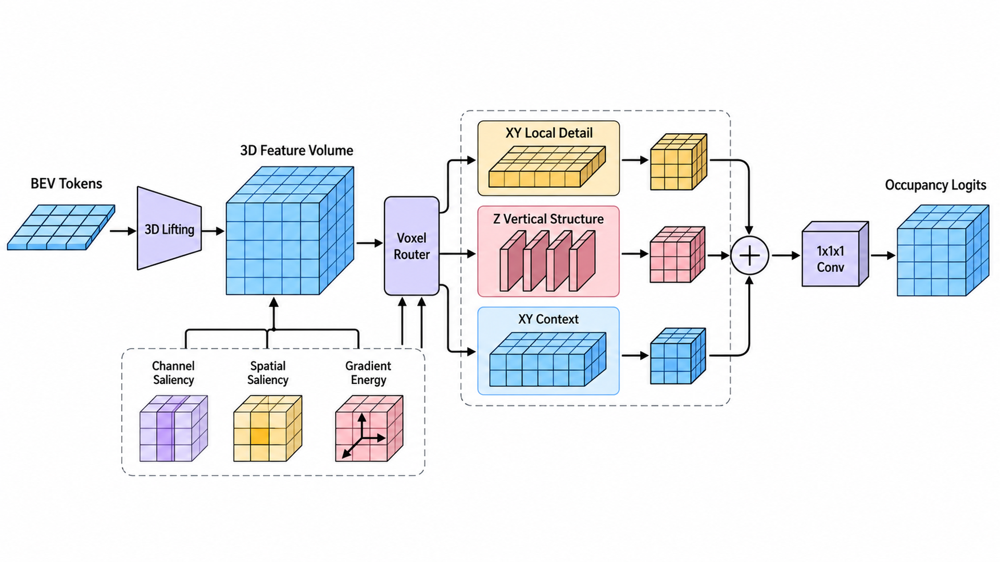 BEV Tokens
3D Lifting
3D Feature Volume
Voxel
Router
Channel
Saliency
Spatial
Saliency
Gradient
Energy
XY Local Detail
Z Vertical Structure
XY Context
1x1x1
Conv
Occupancy Logits